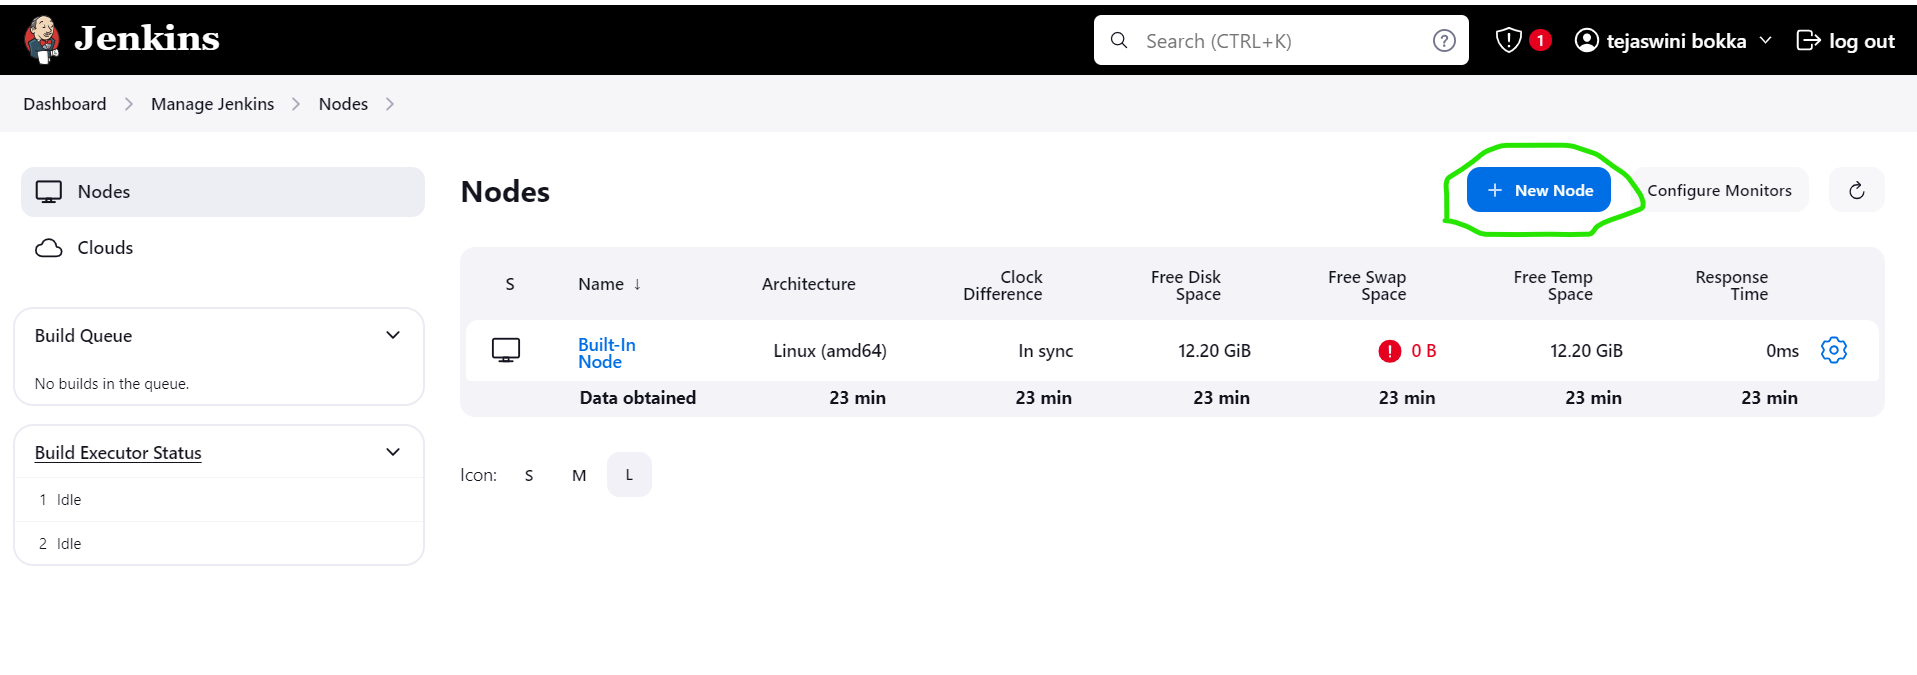 Jenkins
Search (CTRL+K) ?
! 1
tejaswini bokka
log out
Dashboard > Manage Jenkins > Nodes >
Nodes
Clouds
Build Queue
No builds in the queue.
Build Executor Status
1 Idle
2 Idle
Nodes
+ New Node
Configure Monitors
S Name ↓ Architecture Clock Difference Free Disk Space Free Swap Space Free Temp Space Response Time
Built-In Node Linux (amd64) In sync 12.20 GiB ! 0 B 12.20 GiB 0ms
Data obtained 23 min 23 min 23 min 23 min 23 min 23 min
Icon: S M L